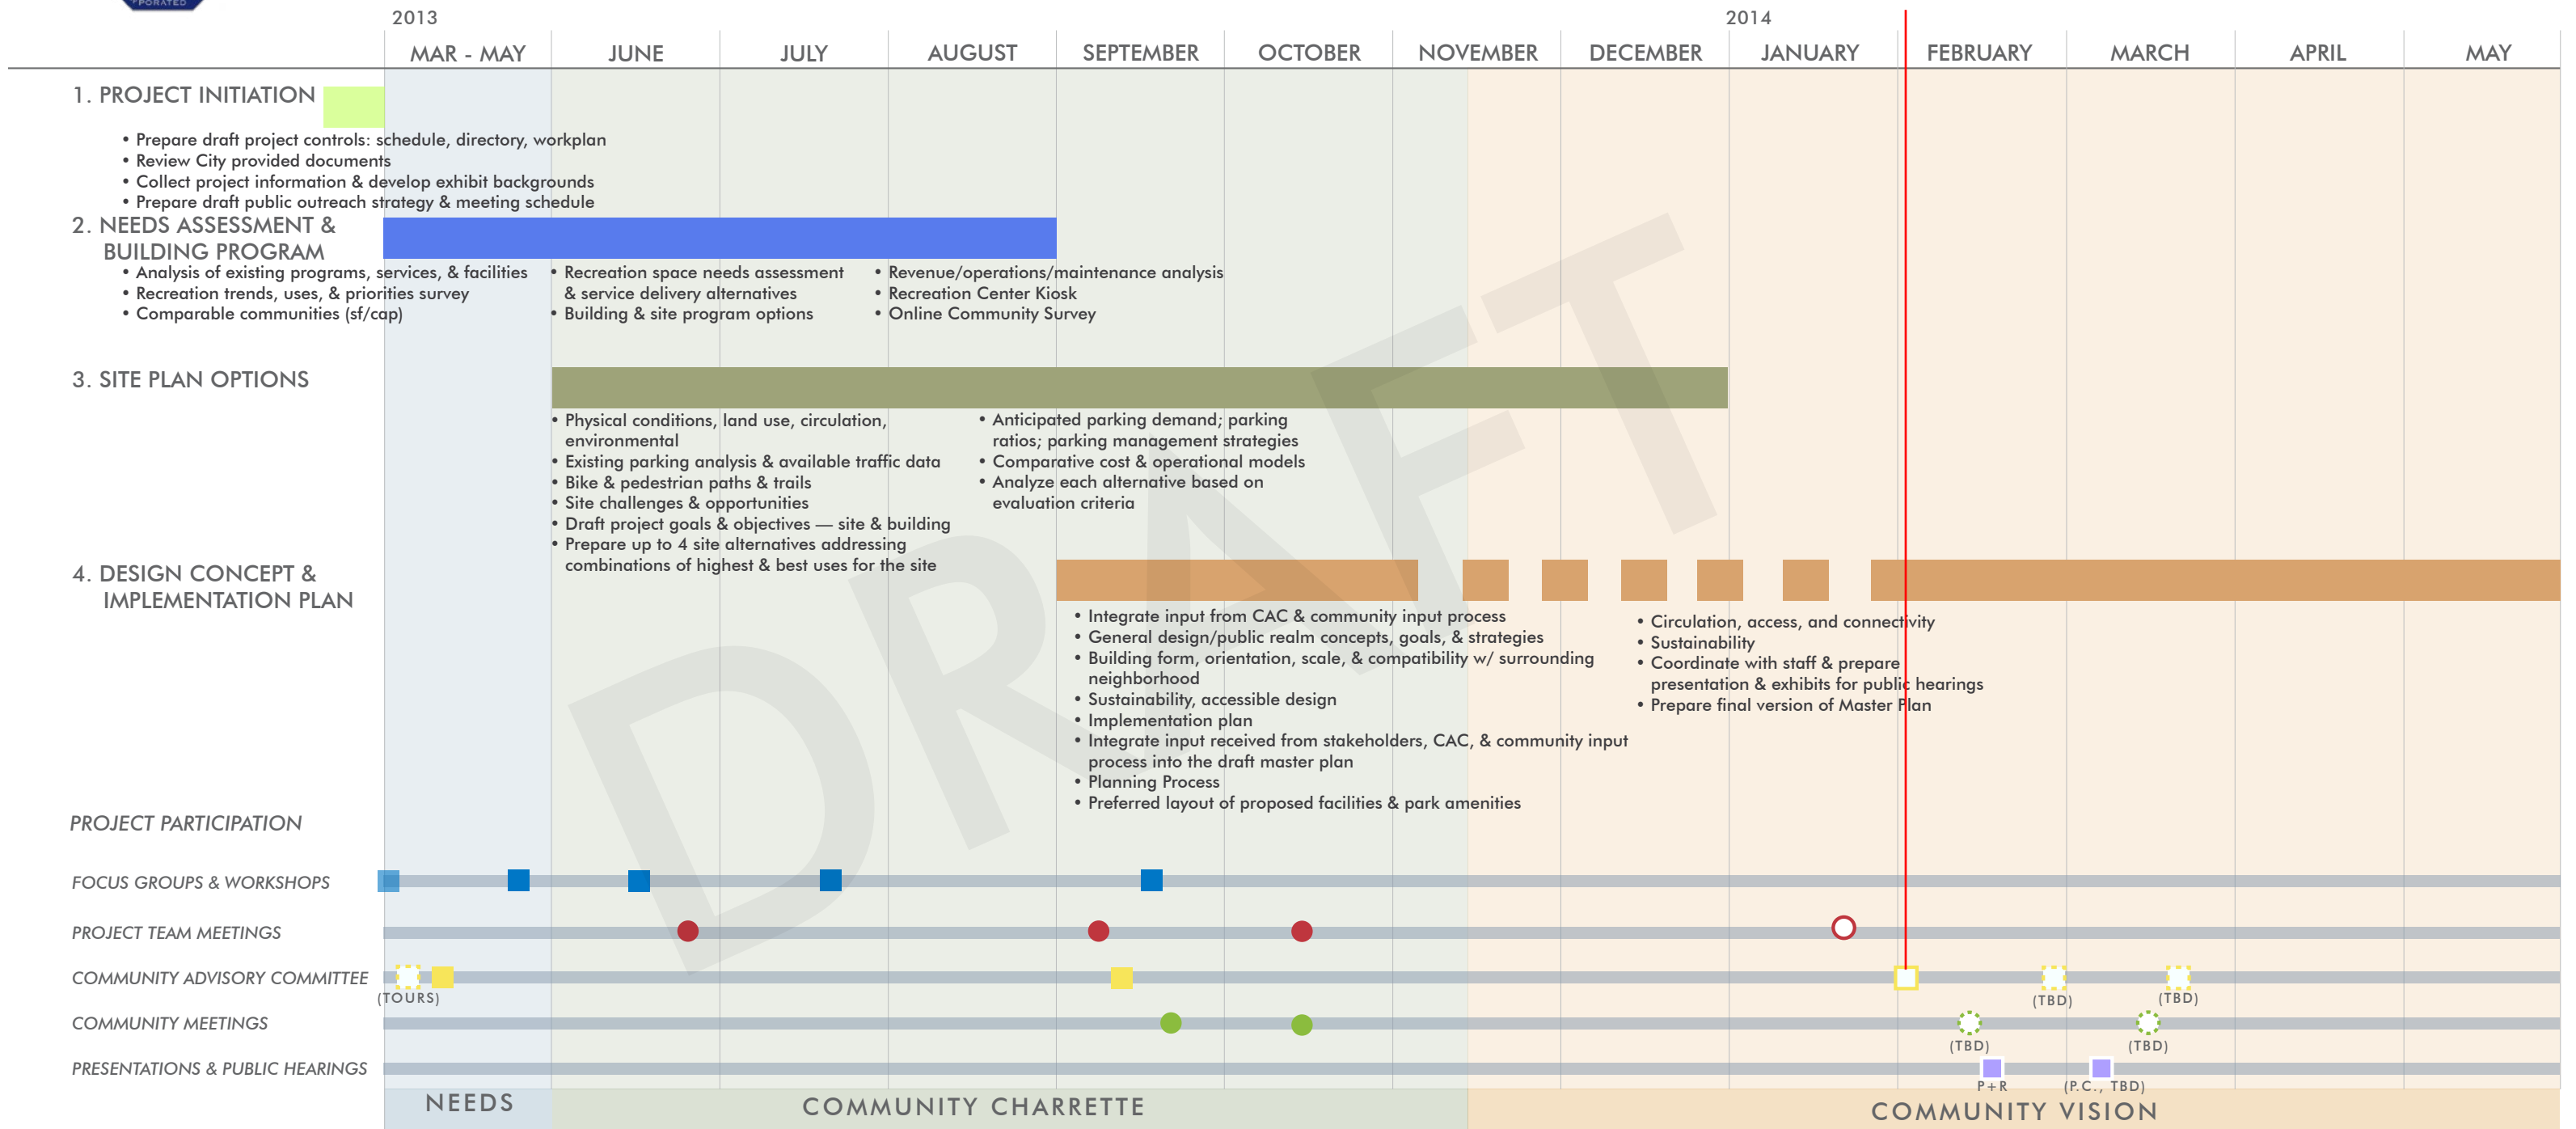 PORATED
2013
2014
MAR - MAY
JUNE
JULY
AUGUST
SEPTEMBER
OCTOBER
NOVEMBER
DECEMBER
JANUARY
FEBRUARY
MARCH
APRIL
MAY
1. PROJECT INITIATION
• Prepare draft project controls: schedule, directory, workplan
• Review City provided documents
• Collect project information & develop exhibit backgrounds
• Prepare draft public outreach strategy & meeting schedule
2. NEEDS ASSESSMENT &
BUILDING PROGRAM
• Analysis of existing programs, services, & facilities
• Recreation trends, uses, & priorities survey
• Comparable communities (sf/cap)
• Recreation space needs assessment
& service delivery alternatives
• Building & site program options
• Revenue/operations/maintenance analysis
• Recreation Center Kiosk
• Online Community Survey
3. SITE PLAN OPTIONS
• Physical conditions, land use, circulation,
environmental
• Existing parking analysis & available traffic data
• Bike & pedestrian paths & trails
• Site challenges & opportunities
• Draft project goals & objectives — site & building
• Prepare up to 4 site alternatives addressing
combinations of highest & best uses for the site
• Anticipated parking demand; parking
ratios; parking management strategies
• Comparative cost & operational models
• Analyze each alternative based on
evaluation criteria
4. DESIGN CONCEPT &
IMPLEMENTATION PLAN
• Integrate input from CAC & community input process
• General design/public realm concepts, goals, & strategies
• Building form, orientation, scale, & compatibility w/ surrounding
neighborhood
• Sustainability, accessible design
• Implementation plan
• Integrate input received from stakeholders, CAC, & community input
process into the draft master plan
• Planning Process
• Preferred layout of proposed facilities & park amenities
• Circulation, access, and connectivity
• Sustainability
• Coordinate with staff & prepare
presentation & exhibits for public hearings
• Prepare final version of Master Plan
DRAFT
PROJECT PARTICIPATION
FOCUS GROUPS & WORKSHOPS
PROJECT TEAM MEETINGS
COMMUNITY ADVISORY COMMITTEE
(TOURS)
(TBD)
(TBD)
COMMUNITY MEETINGS
(TBD)
(TBD)
PRESENTATIONS & PUBLIC HEARINGS
P+R
(P.C., TBD)
NEEDS
COMMUNITY CHARRETTE
COMMUNITY VISION